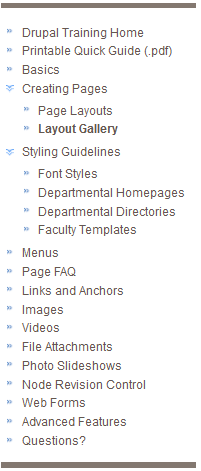 Drupal Training Home
Printable Quick Guide (.pdf)
Basics
Creating Pages
Page Layouts
Layout Gallery
Styling Guidelines
Font Styles
Departmental Homepages
Departmental Directories
Faculty Templates
Menus
Page FAQ
Links and Anchors
Images
Videos
File Attachments
Photo Slideshows
Node Revision Control
Web Forms
Advanced Features
Questions?